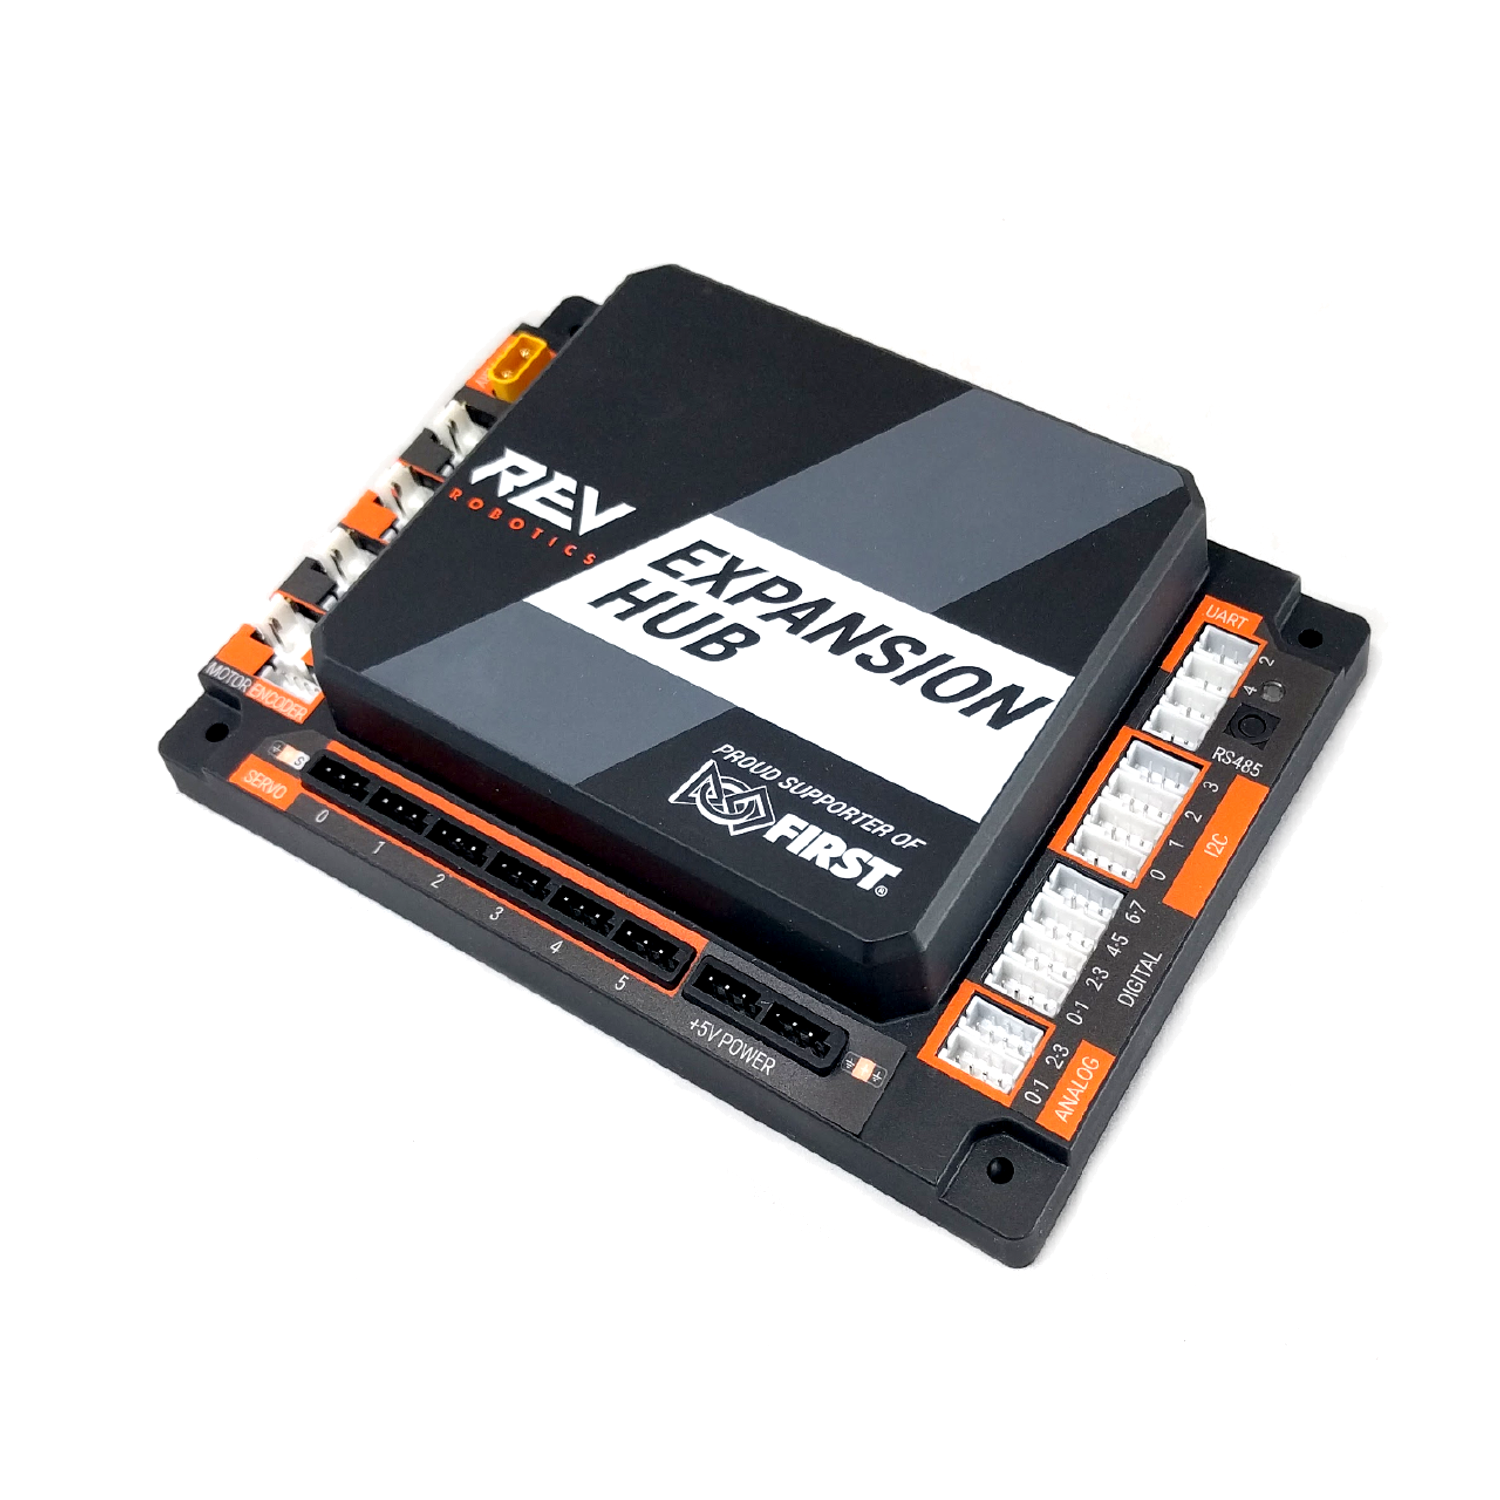 REV
ROBOTICS
EXPANSION
HUB
PROUD SUPPORTER OF
FIRST®
MOTOR ENCODER
SERVO
S
0
1
2
3
4
5
+5V POWER
UART
2
4
RS485
3
2
1
0
I2C
6·7
4·5
2·3
0·1
DIGITAL
2·3
0·1
ANALOG